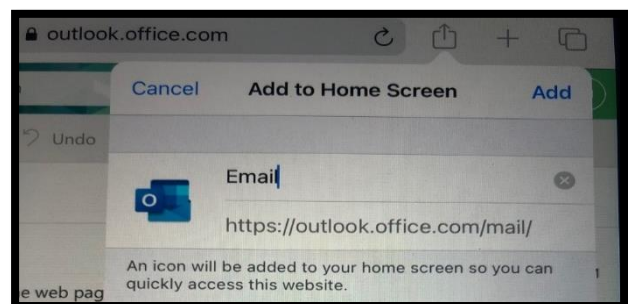 outlook.office.com
Cancel Add to Home Screen Add
Undo
Email
O
https://outlook.office.com/mail/
An icon will be added to your home screen so you can
quickly access this website.
e web pag